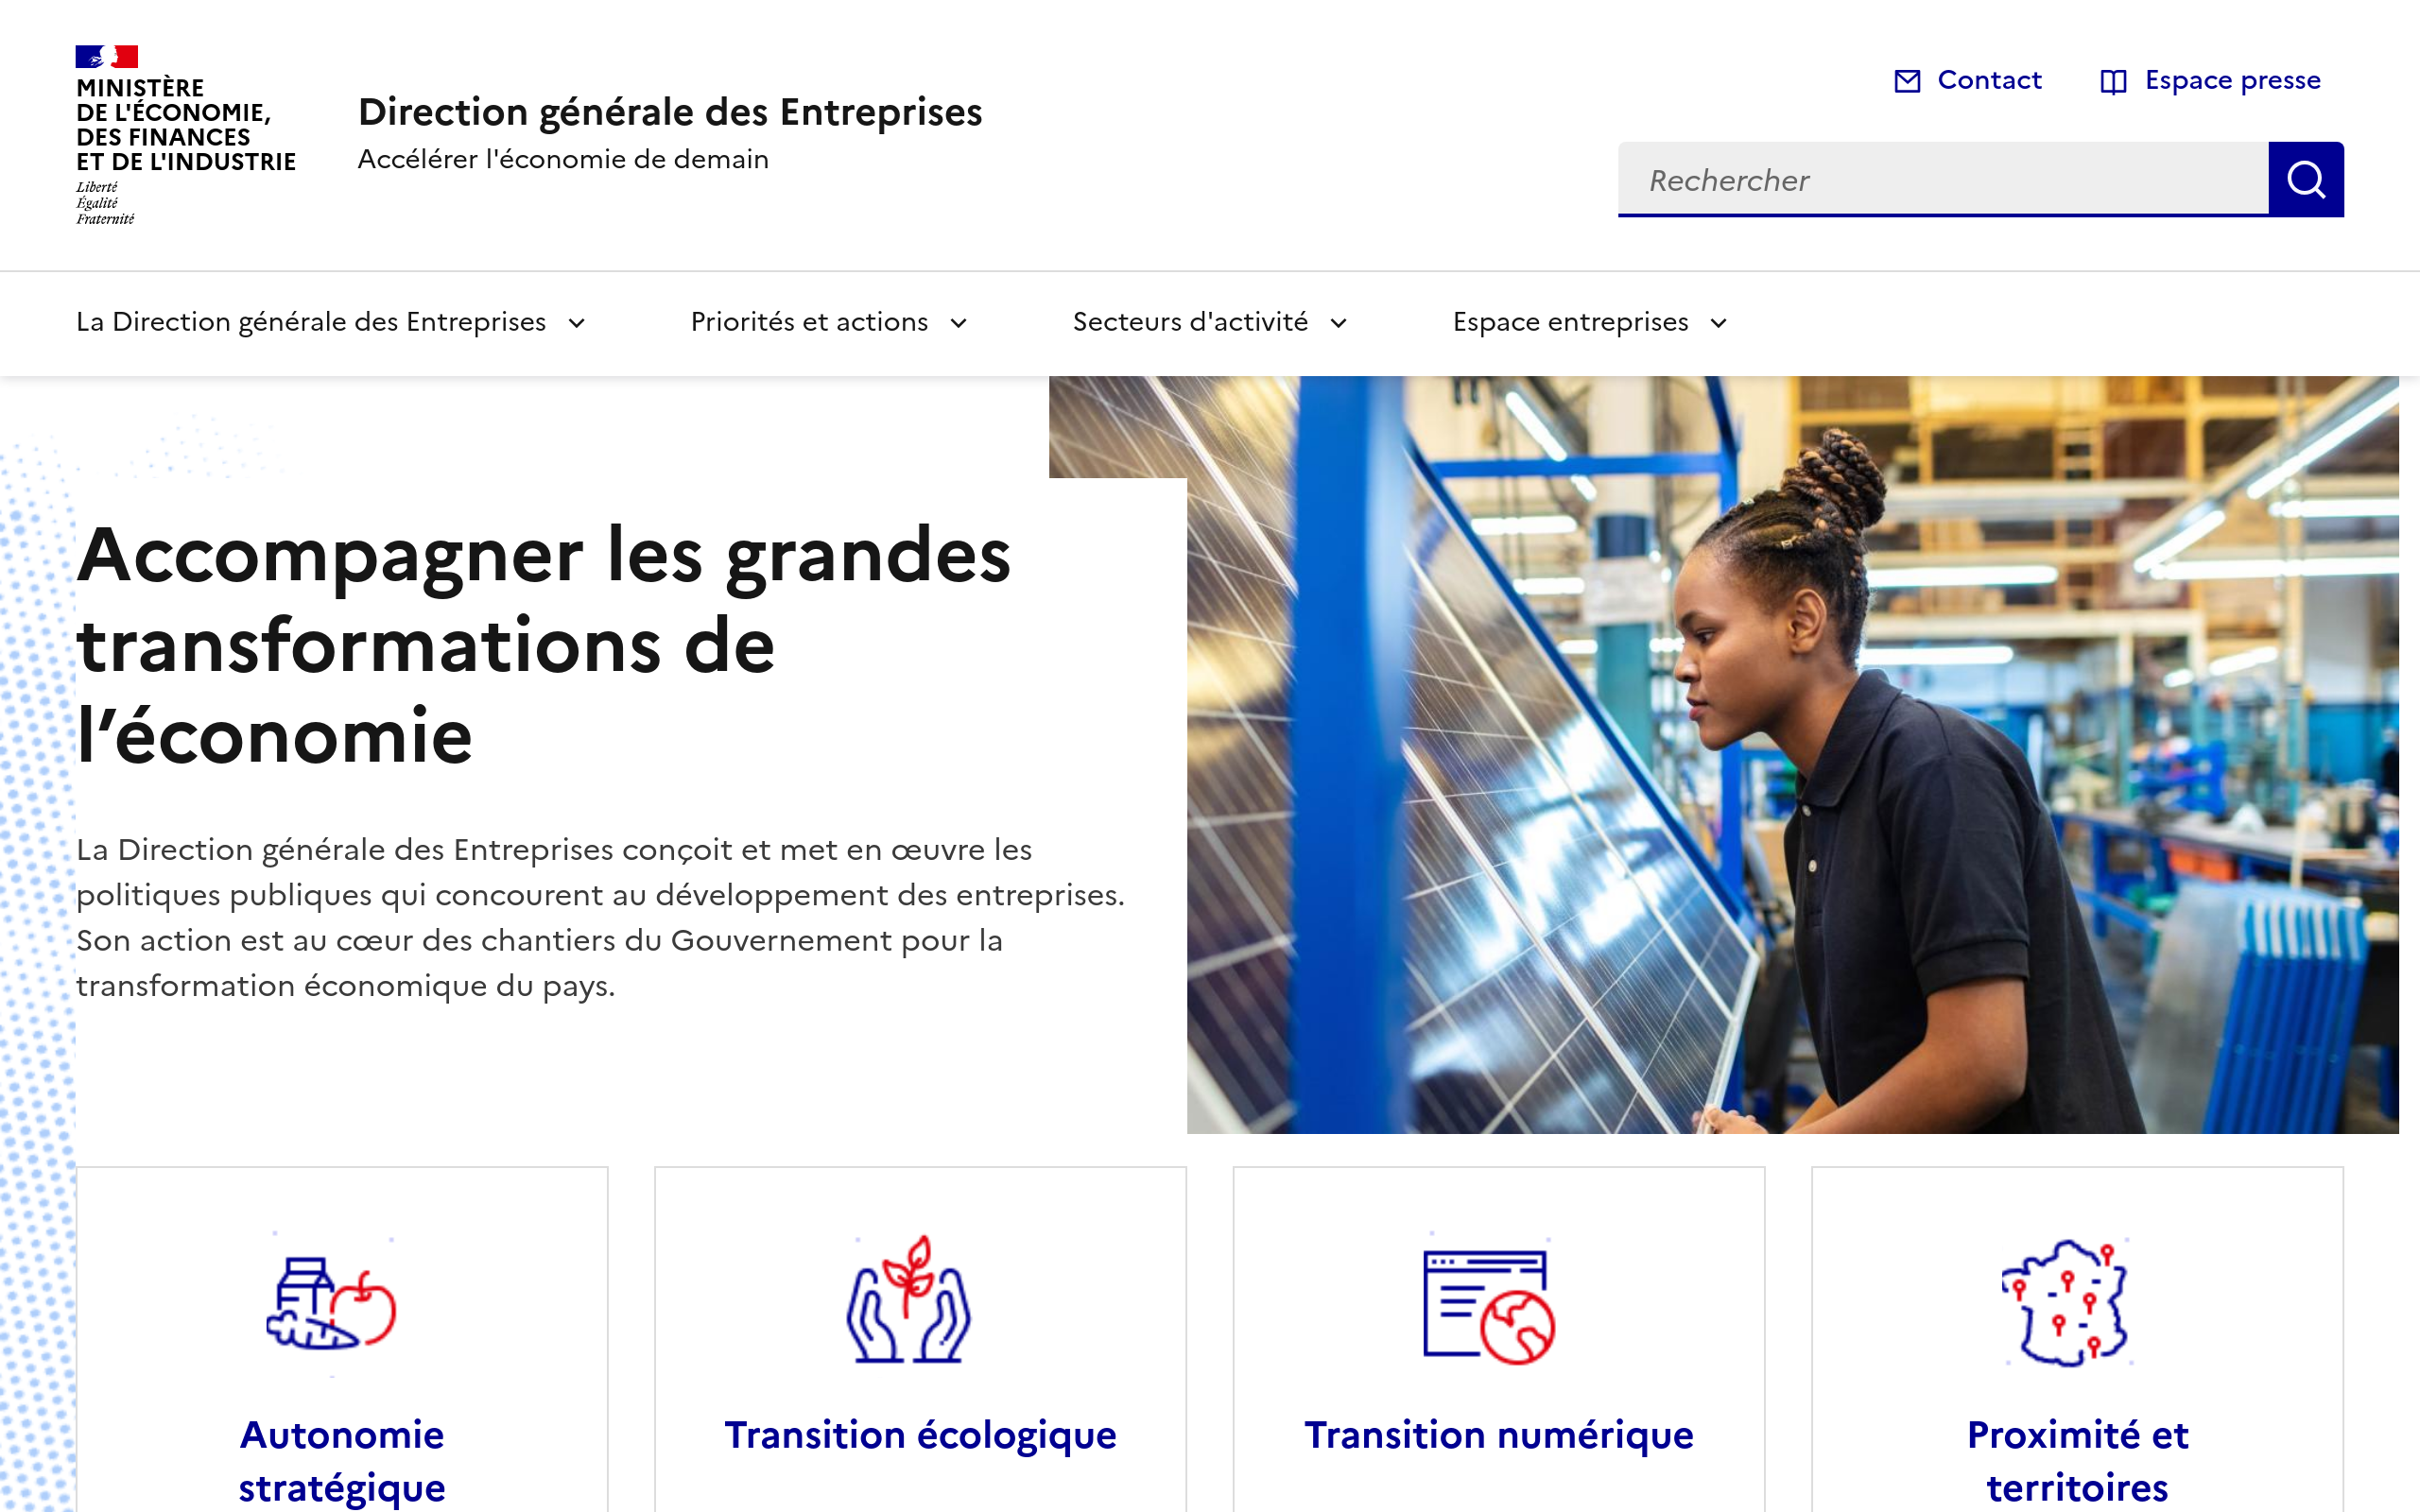 MINISTÈRE
DE L'ÉCONOMIE,
DES FINANCES
ET DE L'INDUSTRIE
Liberté
Égalité
Fraternité
Direction générale des Entreprises
Accélérer l'économie de demain
Contact
Espace presse
Rechercher
La Direction générale des Entreprises
Priorités et actions
Secteurs d'activité
Espace entreprises
Accompagner les grandes
transformations de
l’économie
La Direction générale des Entreprises conçoit et met en œuvre les
politiques publiques qui concourent au développement des entreprises.
Son action est au cœur des chantiers du Gouvernement pour la
transformation économique du pays.
Autonomie
stratégique
Transition écologique
Transition numérique
Proximité et
territoires